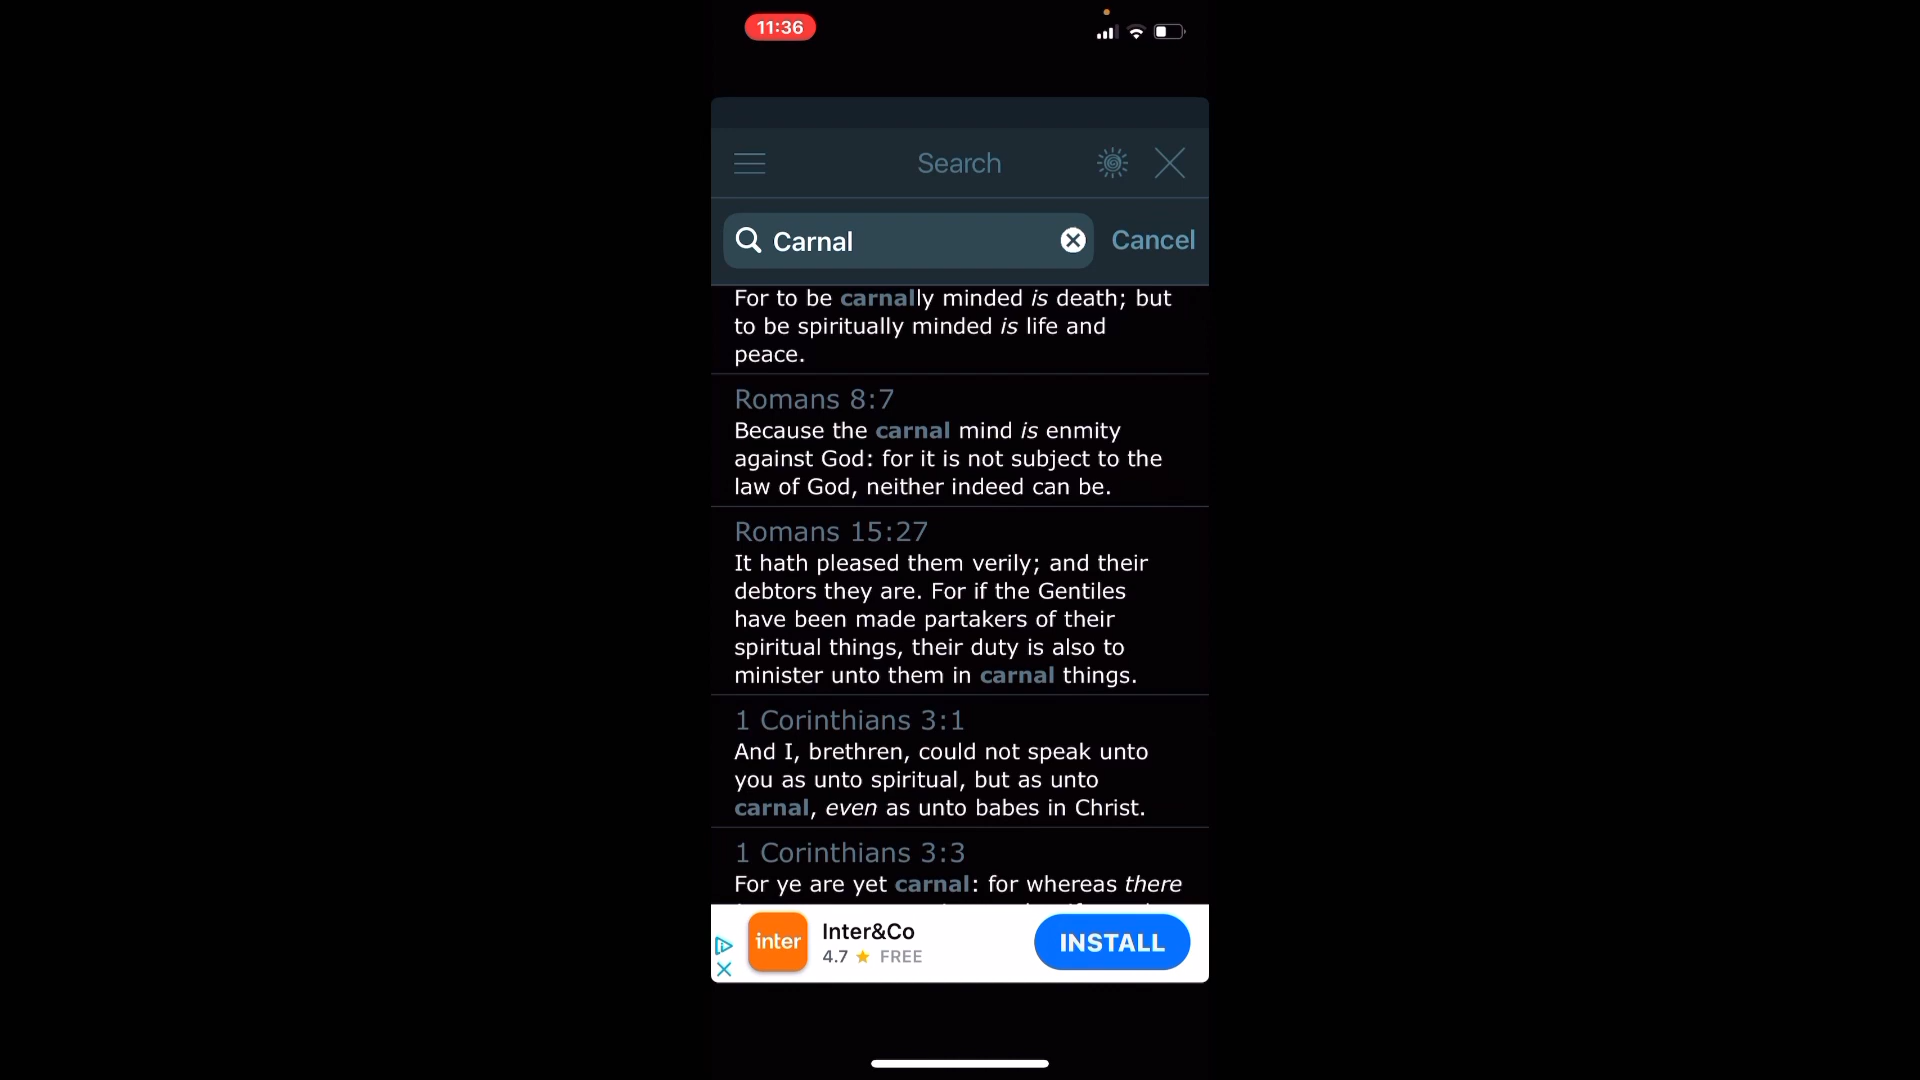 11:36
Search
Carnal
Cancel
For to be carnally minded is death; but
to be spiritually minded is life and
peace.
Romans 8:7
Because the carnal mind is enmity
against God: for it is not subject to the
law of God, neither indeed can be.
Romans 15:27
It hath pleased them verily; and their
debtors they are. For if the Gentiles
have been made partakers of their
spiritual things, their duty is also to
minister unto them in carnal things.
1 Corinthians 3:1
And I, brethren, could not speak unto
you as unto spiritual, but as unto
carnal, even as unto babes in Christ.
1 Corinthians 3:3
For ye are yet carnal: for whereas there
inter
Inter&Co
4.7 ★ FREE
INSTALL